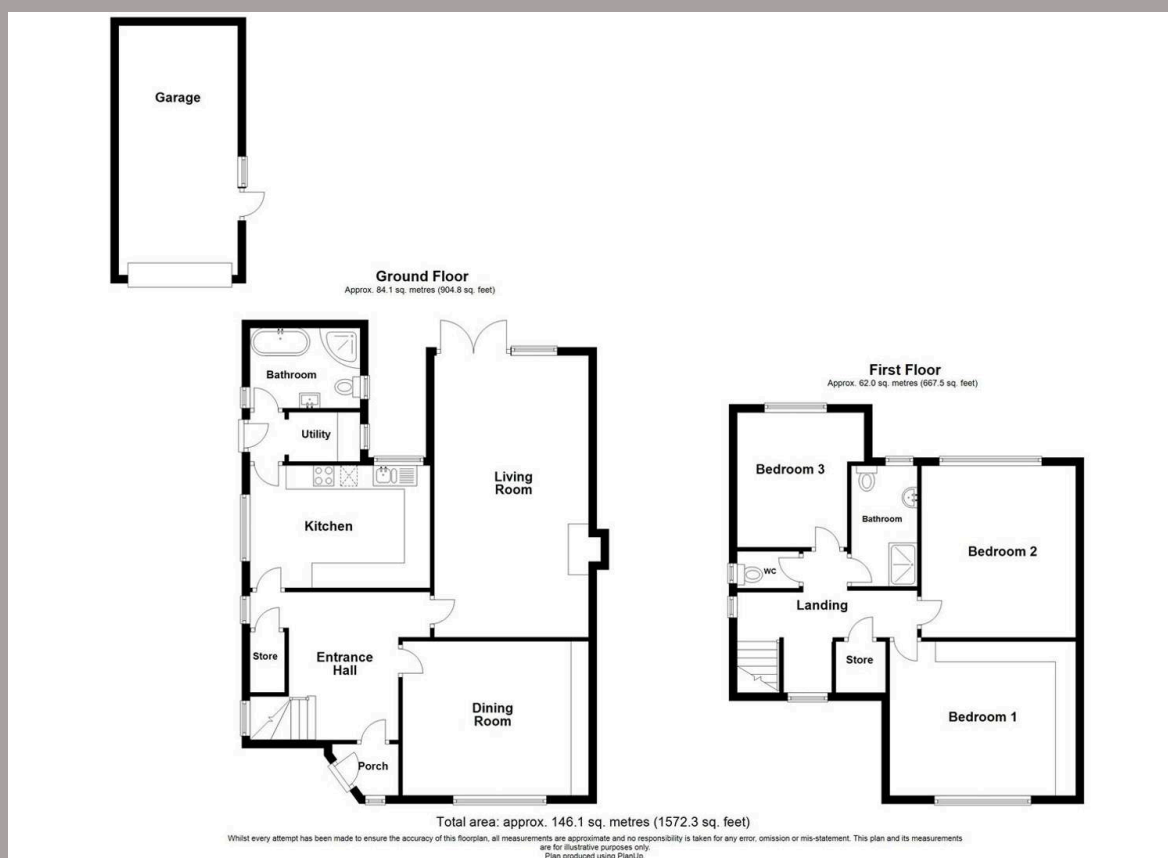 Garage
Ground Floor
Approx. 84.1 sq. metres (904.8 sq. feet)
Bathroom
Utility
Kitchen
Living
Room
Store
Entrance
Hall
Dining
Room
Porch
First Floor
Approx. 62.0 sq. metres (667.5 sq. feet)
Bedroom 3
Bathroom
Bedroom 2
WC
Landing
Store
Bedroom 1
Total area: approx. 146.1 sq. metres (1572.3 sq. feet)
Whilst every attempt has been made to ensure the accuracy of this floorplan, all measurements are approximate and no responsibility is taken for any error, omission or mis-statement. This plan and its measurements
are for illustrative purposes only.
Plan produced using PlanUp.